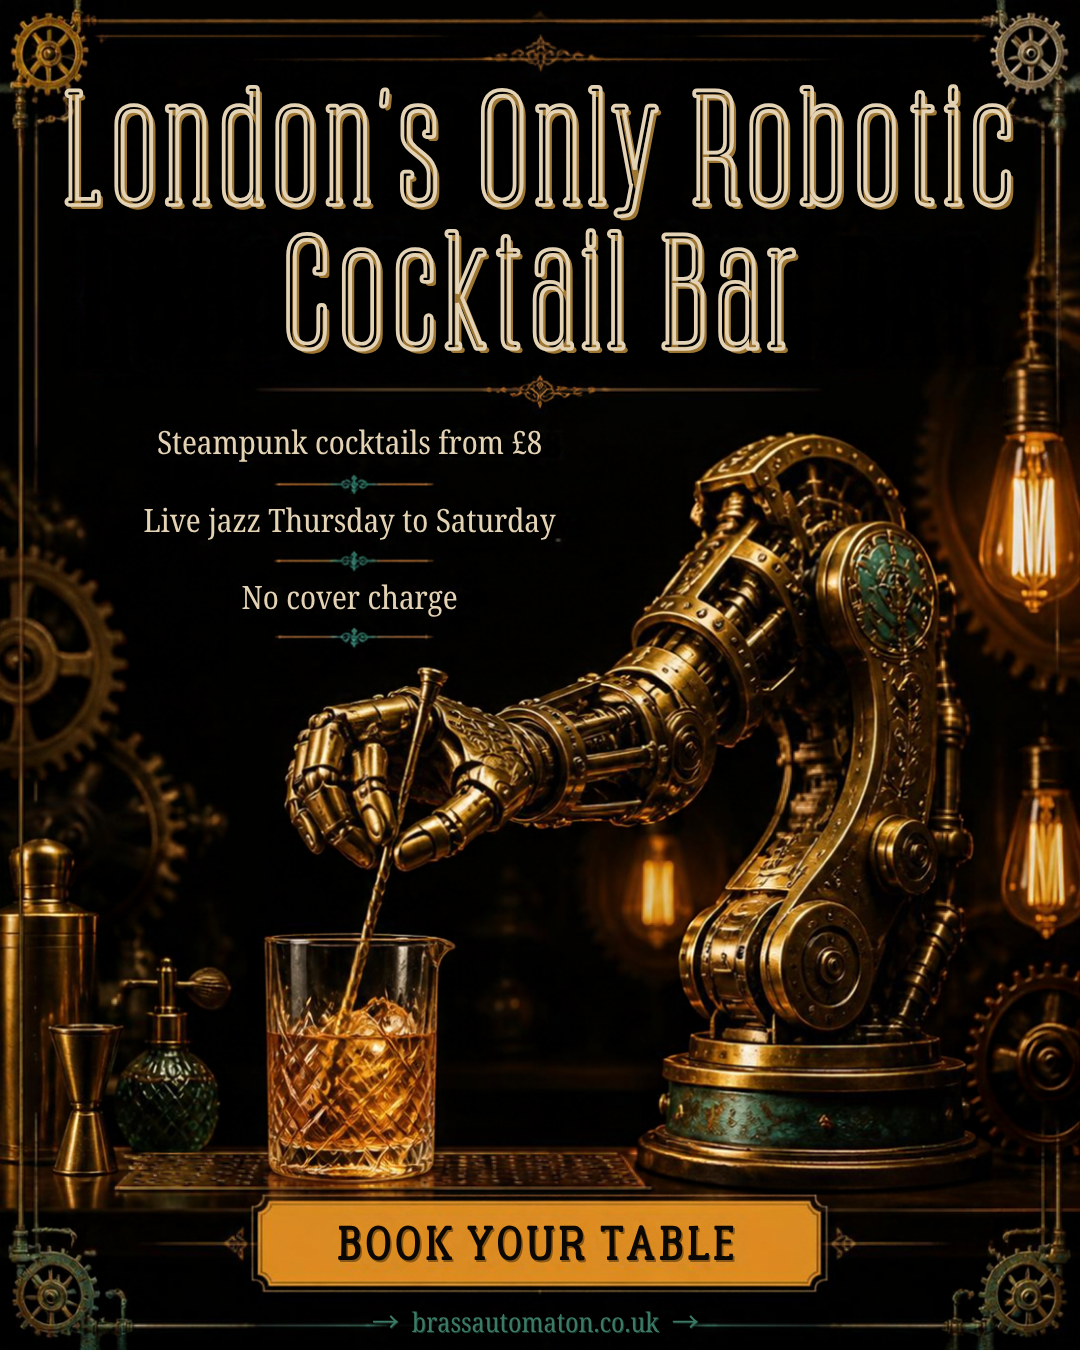 London's Only Robotic
Cocktail Bar
Steampunk cocktails from £8
Live jazz Thursday to Saturday
No cover charge
BOOK YOUR TABLE
→ brassautomaton.co.uk →